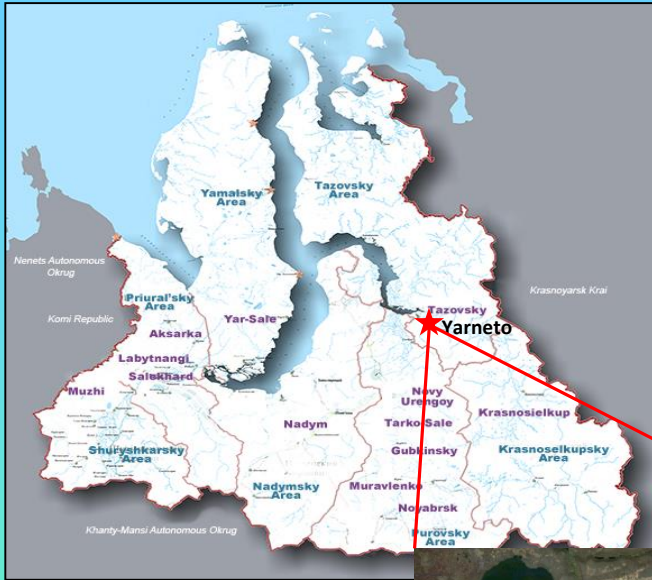 Yamalsky
Area
Tazovsky
Area
Nenets Autonomous
Okrug
Krasnoyarsk Krai
Priural'sky
Area
Komi Republic
Yar-Sale
Tazovsky
Yarneto
Aksarka
Labytnangi
Salekhard
Muzhi
Novy
Urengoy
Krasnosielkup
Nadym
Tarko-Sale
Shuryshkarsky
Area
Gubkinsky
Krasnoselkupsky
Area
Nadymsky
Area
Muravlenko
Noyabrsk
Khanty-Mansi Autonomous Okrug
Purovsky
Area